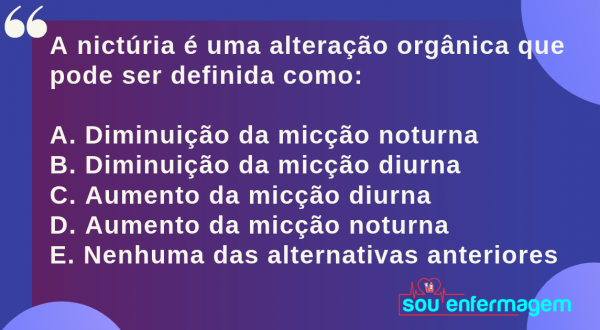 A nictúria é uma alteração orgânica que
pode ser definida como:
A. Diminuição da micção noturna
B. Diminuição da micção diurna
C. Aumento da micção diurna
D. Aumento da micção noturna
E. Nenhuma das alternativas anteriores
sou enfermagem